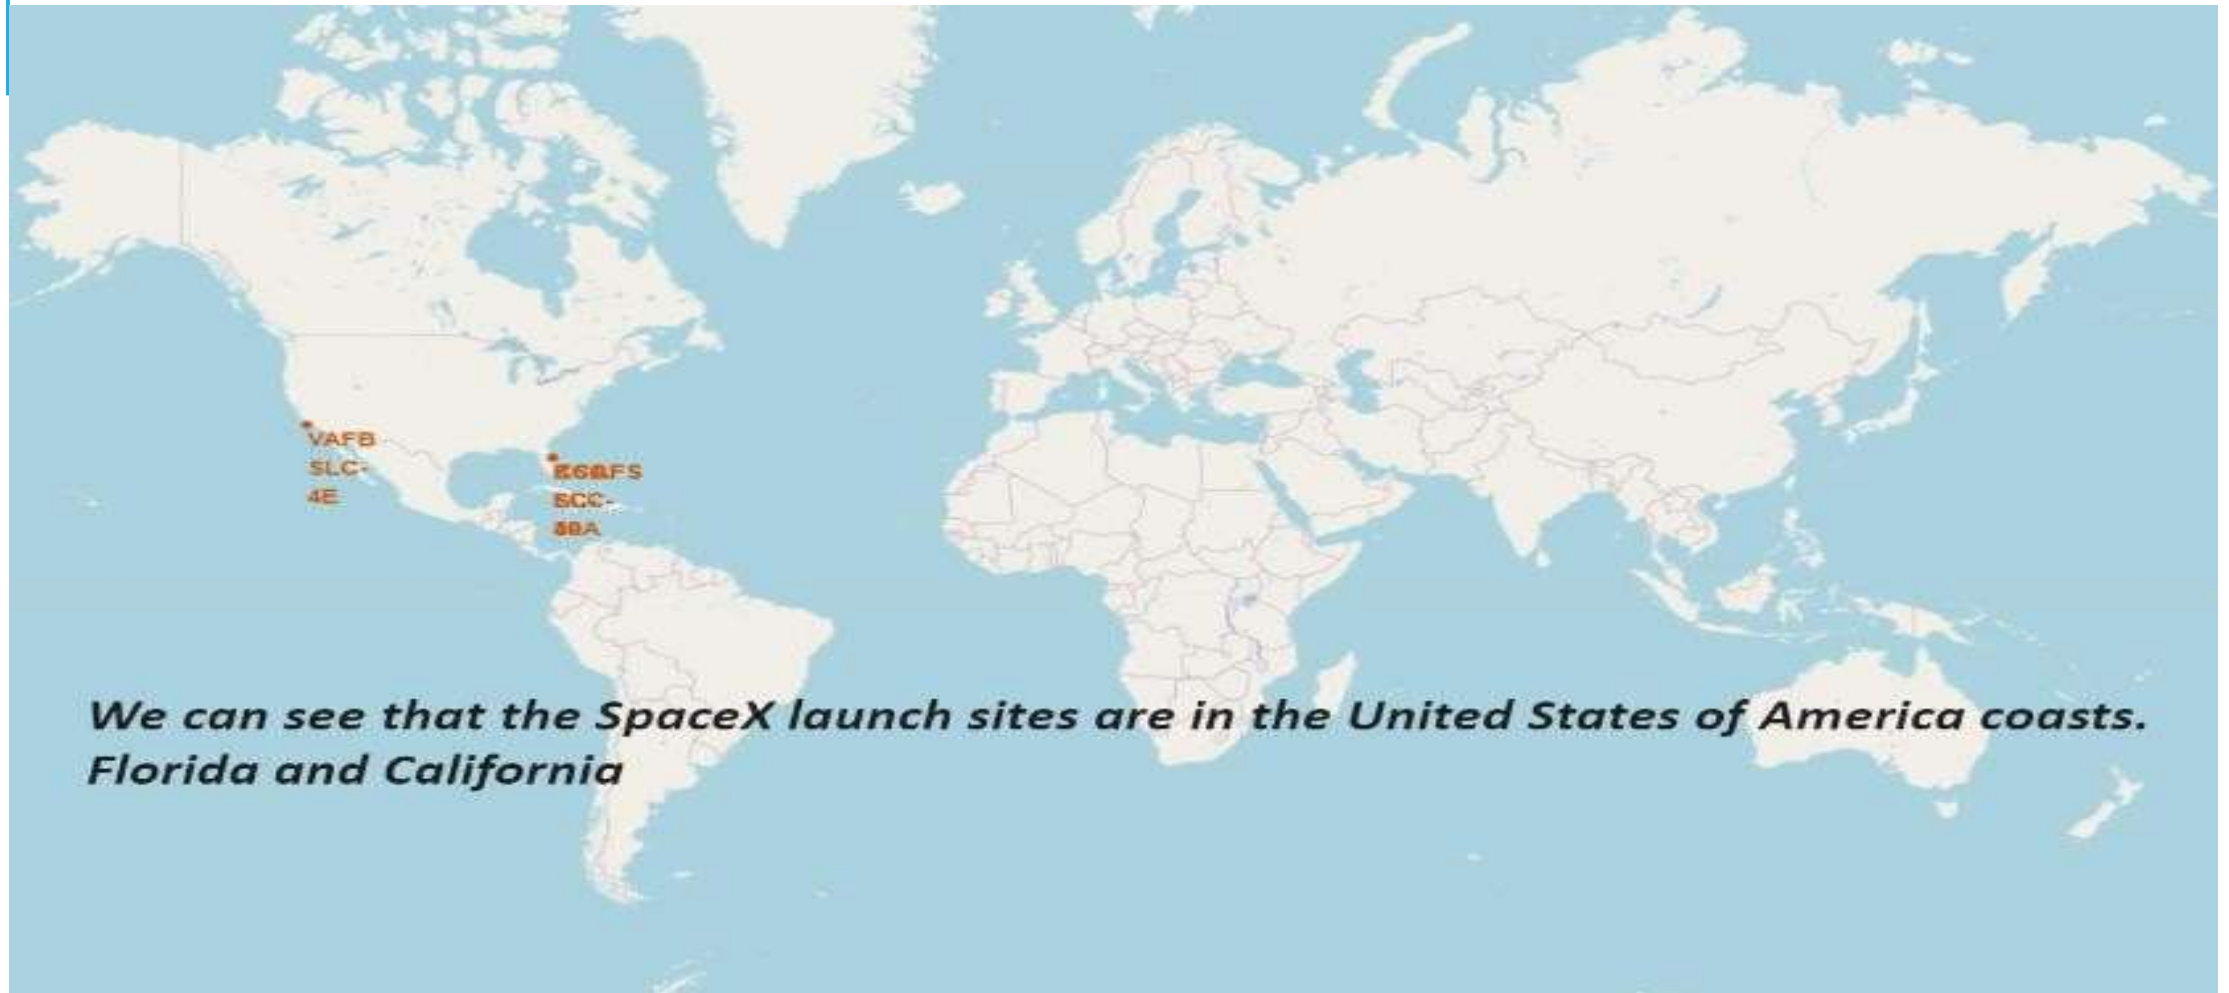 VAFB
SLC-
4E
We can see that the SpaceX launch sites are in the United States of America coasts.
Florida and California